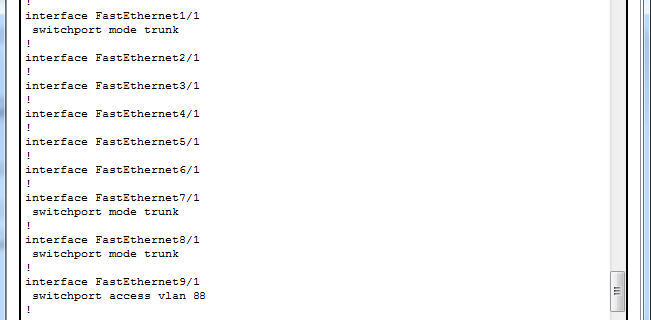 !
interface FastEthernet1/1
 switchport mode trunk
!
interface FastEthernet2/1
!
interface FastEthernet3/1
!
interface FastEthernet4/1
!
interface FastEthernet5/1
!
interface FastEthernet6/1
!
interface FastEthernet7/1
 switchport mode trunk
!
interface FastEthernet8/1
 switchport mode trunk
!
interface FastEthernet9/1
 switchport access vlan 88
!